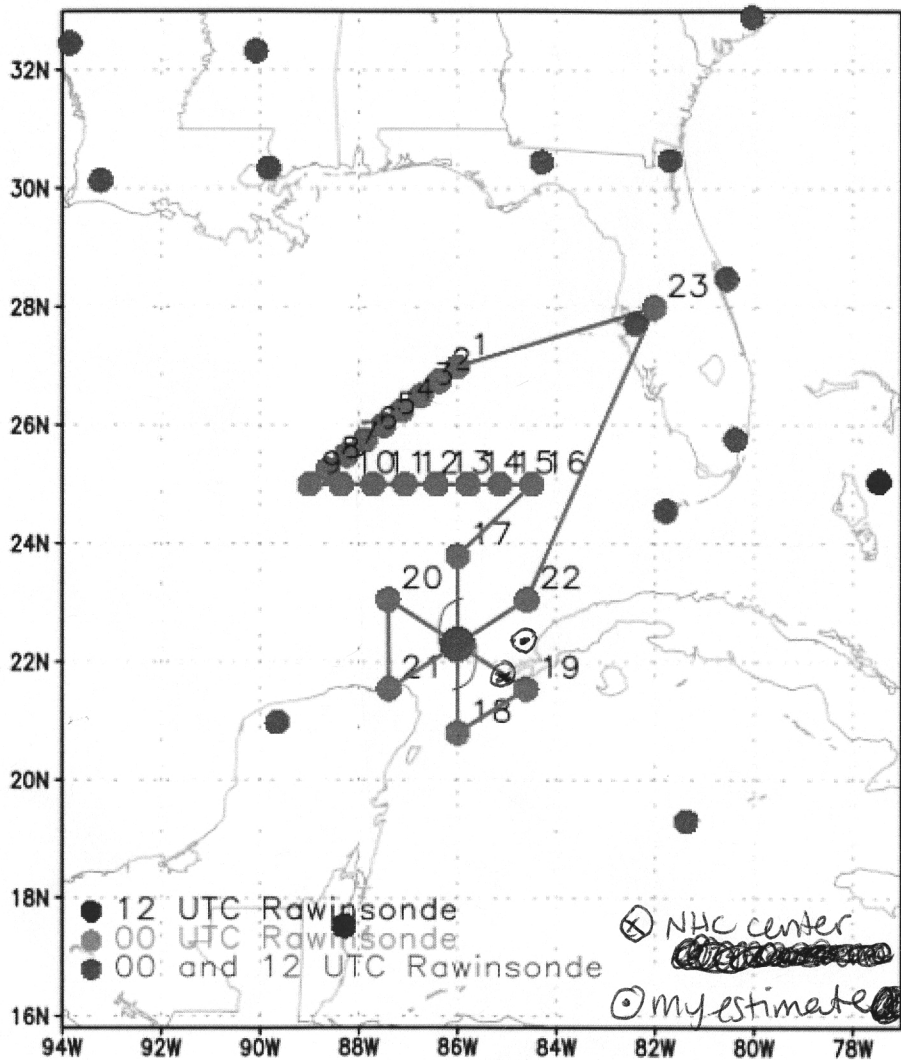 32N
30N
23
28N
1
2
3
4
26N
5
6
7
8
9 10 11 12 13 14 15 16
24N
17
20 22
22N
21 19
18
20N
18N
12 UTC Rawinsonde
00 UTC Rawinsonde
00 and 12 UTC Rawinsonde
NHC center
my estimate
16N
94W 92W 90W 88W 86W 84W 82W 80W 78W